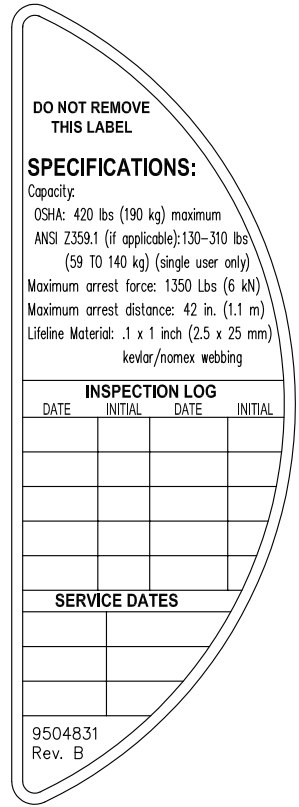 DO NOT REMOVE
THIS LABEL
SPECIFICATIONS:
Capacity:
OSHA: 420 lbs (190 kg) maximum
ANSI Z359.1 (if applicable):130-310 lbs
(59 TO 140 kg) (single user only)
Maximum arrest force: 1350 Lbs (6 kN)
Maximum arrest distance: 42 in. (1.1 m)
Lifeline Material: .1 x 1 inch (2.5 x 25 mm)
kevlar/nomex webbing
INSPECTION LOG
DATE INITIAL DATE INITIAL
SERVICE DATES
9504831
Rev. B